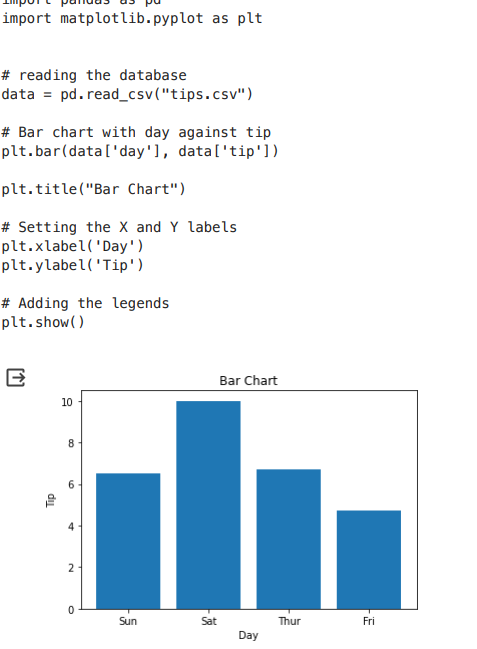 import pandas as pd
import matplotlib.pyplot as plt
# reading the database
data = pd.read_csv("tips.csv")
# Bar chart with day against tip
plt.bar(data['day'], data['tip'])
plt.title("Bar Chart")
# Setting the X and Y labels
plt.xlabel('Day')
plt.ylabel('Tip')
# Adding the legends
plt.show()
Bar Chart
10
8
6
4
2
0
Tip
Sun Sat Thur Fri
Day